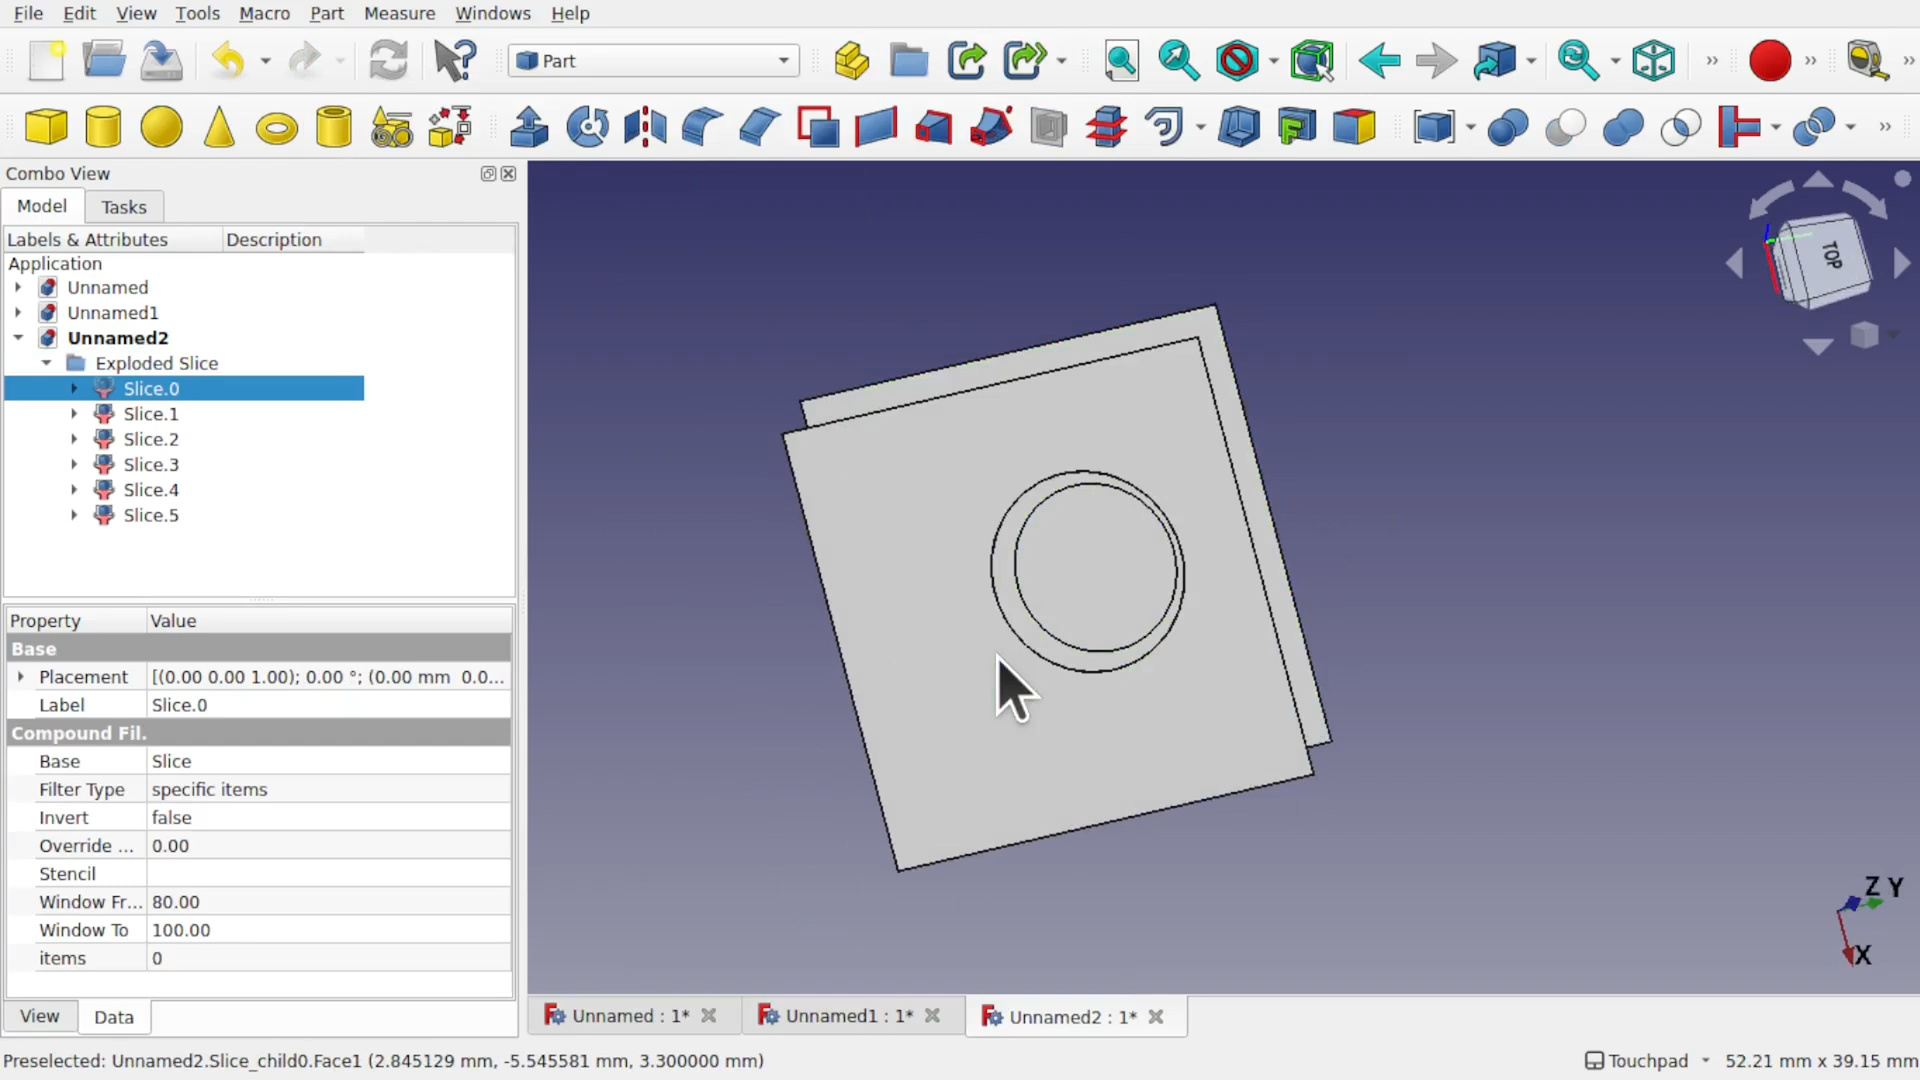 File Edit View Tools Macro Part Measure Windows Help
Part
Combo View
Model Tasks
Labels & Attributes Description
Application
Unnamed
Unnamed1
Unnamed2
Exploded Slice
Slice.0
Slice.1
Slice.2
Slice.3
Slice.4
Slice.5
Property Value
Base
Placement [(0.00 0.00 1.00); 0.00 °; (0.00 mm 0.0...
Label Slice.0
Compound Fil.
Base Slice
Filter Type specific items
Invert false
Override ... 0.00
Stencil
Window Fr... 80.00
Window To 100.00
items 0
View Data
TOP
Z Y
X
Unnamed : 1* Unnamed1 : 1* Unnamed2 : 1*
Preselected: Unnamed2.Slice_child0.Face1 (2.845129 mm, -5.545581 mm, 3.300000 mm) Touchpad 52.21 mm x 39.15 mm